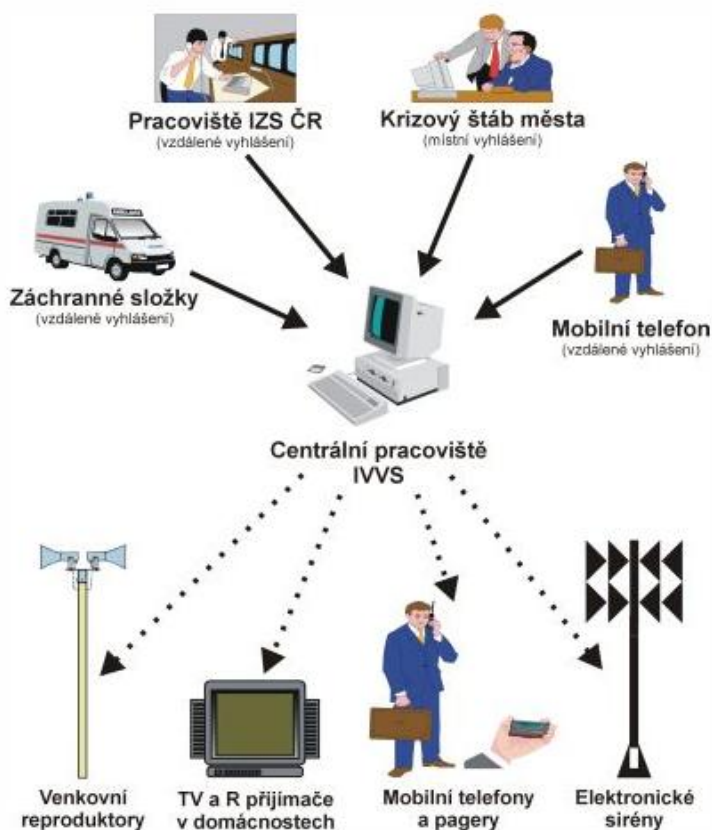 Pracoviště IZS ČR
(vzdálené vyhlášení)
Krizový štáb města
(místní vyhlášení)
AMBULANCE
Záchranné složky
(vzdálené vyhlášení)
Mobilní telefon
(vzdálené vyhlášení)
Centrální pracoviště
IVVS
Venkovní
reproduktory
TV a R přijímače
v domácnostech
Mobilní telefony
a pagery
Elektronické
sirény